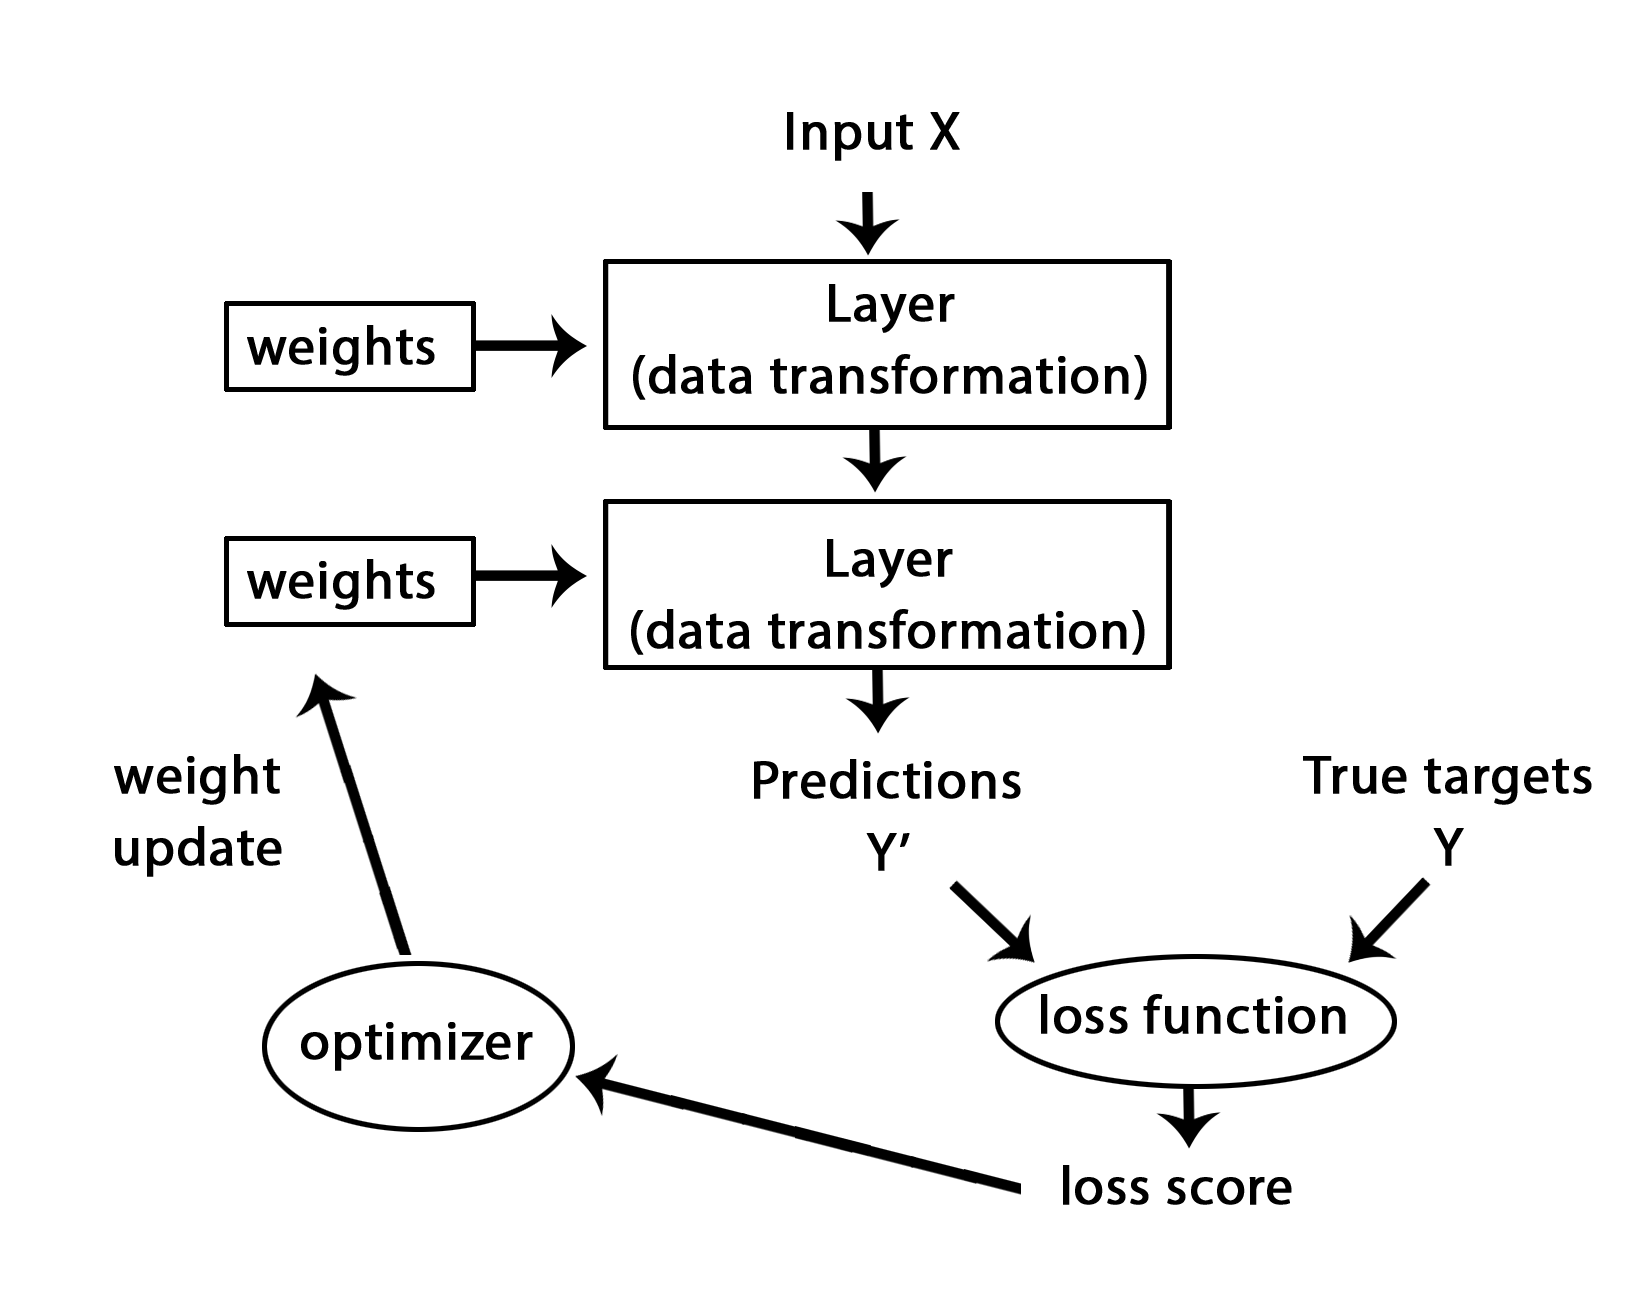 Input X
weights
Layer
(data transformation)
weights
Layer
(data transformation)
weight
update
Predictions
Y’
True targets
Y
optimizer
loss function
loss score